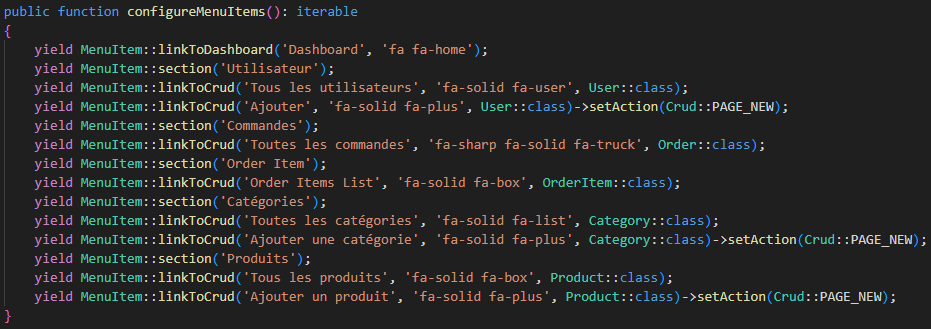 public function configureMenuItems(): iterable
{
    yield MenuItem::linkToDashboard('Dashboard', 'fa fa-home');
    yield MenuItem::section('Utilisateur');
    yield MenuItem::linkToCrud('Tous les utilisateurs', 'fa-solid fa-user', User::class);
    yield MenuItem::linkToCrud('Ajouter', 'fa-solid fa-plus', User::class)->setAction(Crud::PAGE_NEW);
    yield MenuItem::section('Commandes');
    yield MenuItem::linkToCrud('Toutes les commandes', 'fa-sharp fa-solid fa-truck', Order::class);
    yield MenuItem::section('Order Item');
    yield MenuItem::linkToCrud('Order Items List', 'fa-solid fa-box', OrderItem::class);
    yield MenuItem::section('Catégories');
    yield MenuItem::linkToCrud('Toutes les catégories', 'fa-solid fa-list', Category::class);
    yield MenuItem::linkToCrud('Ajouter une catégorie', 'fa-solid fa-plus', Category::class)->setAction(Crud::PAGE_NEW);
    yield MenuItem::section('Produits');
    yield MenuItem::linkToCrud('Tous les produits', 'fa-solid fa-box', Product::class);
    yield MenuItem::linkToCrud('Ajouter un produit', 'fa-solid fa-plus', Product::class)->setAction(Crud::PAGE_NEW);
}